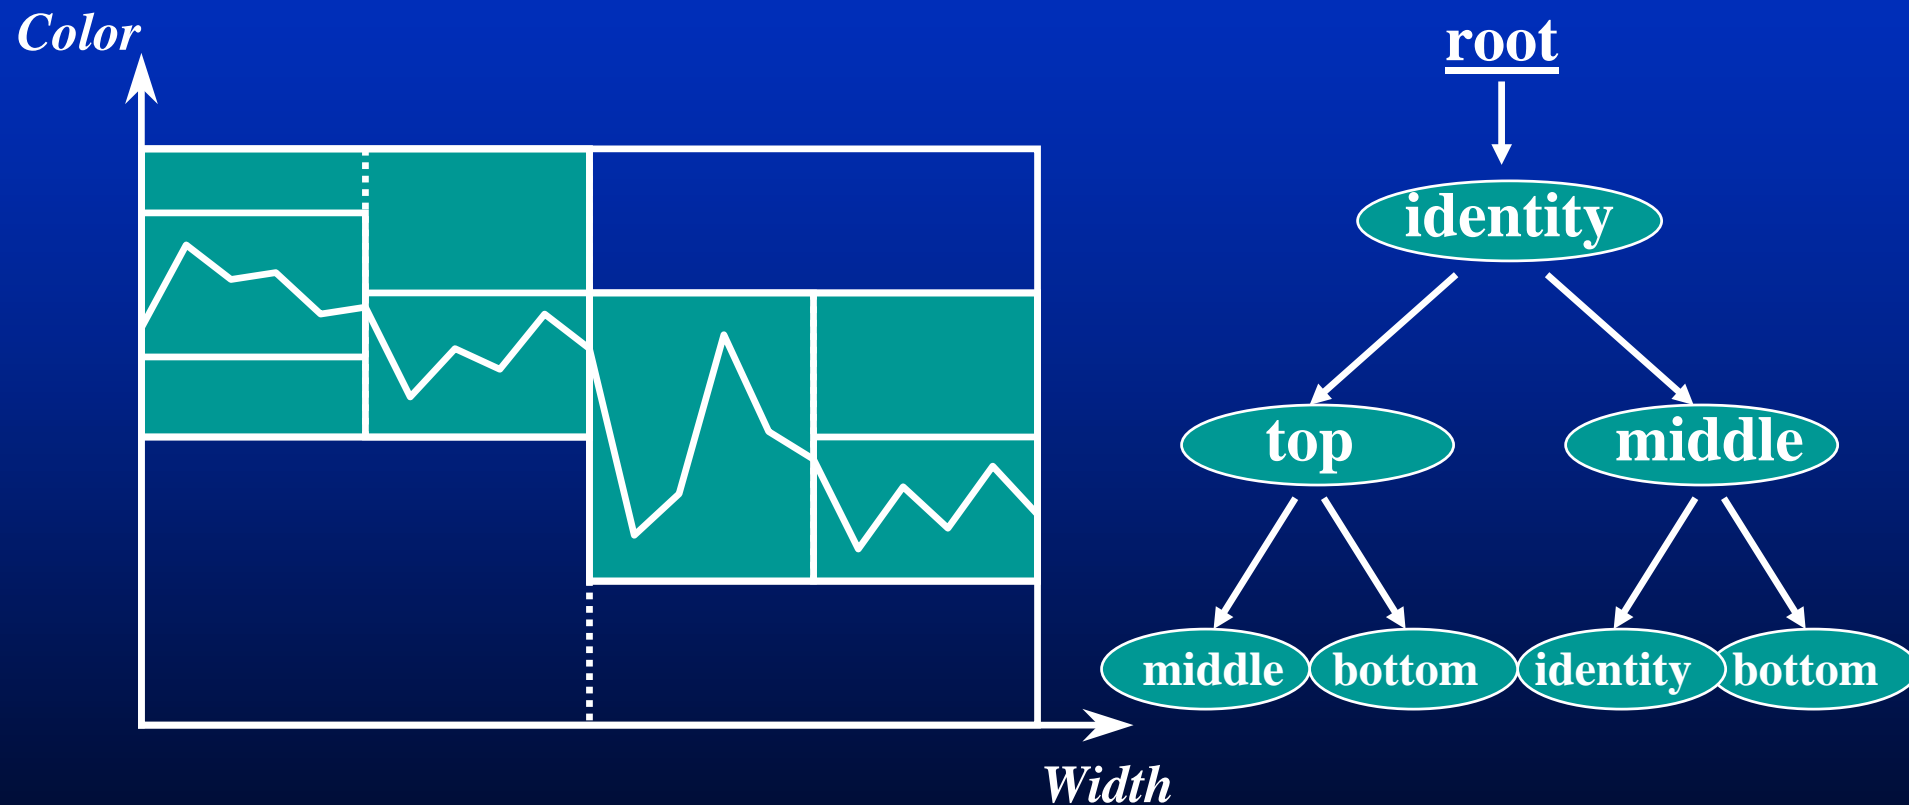 Color
root
identity
top
middle
middle
bottom
identity
bottom
Width